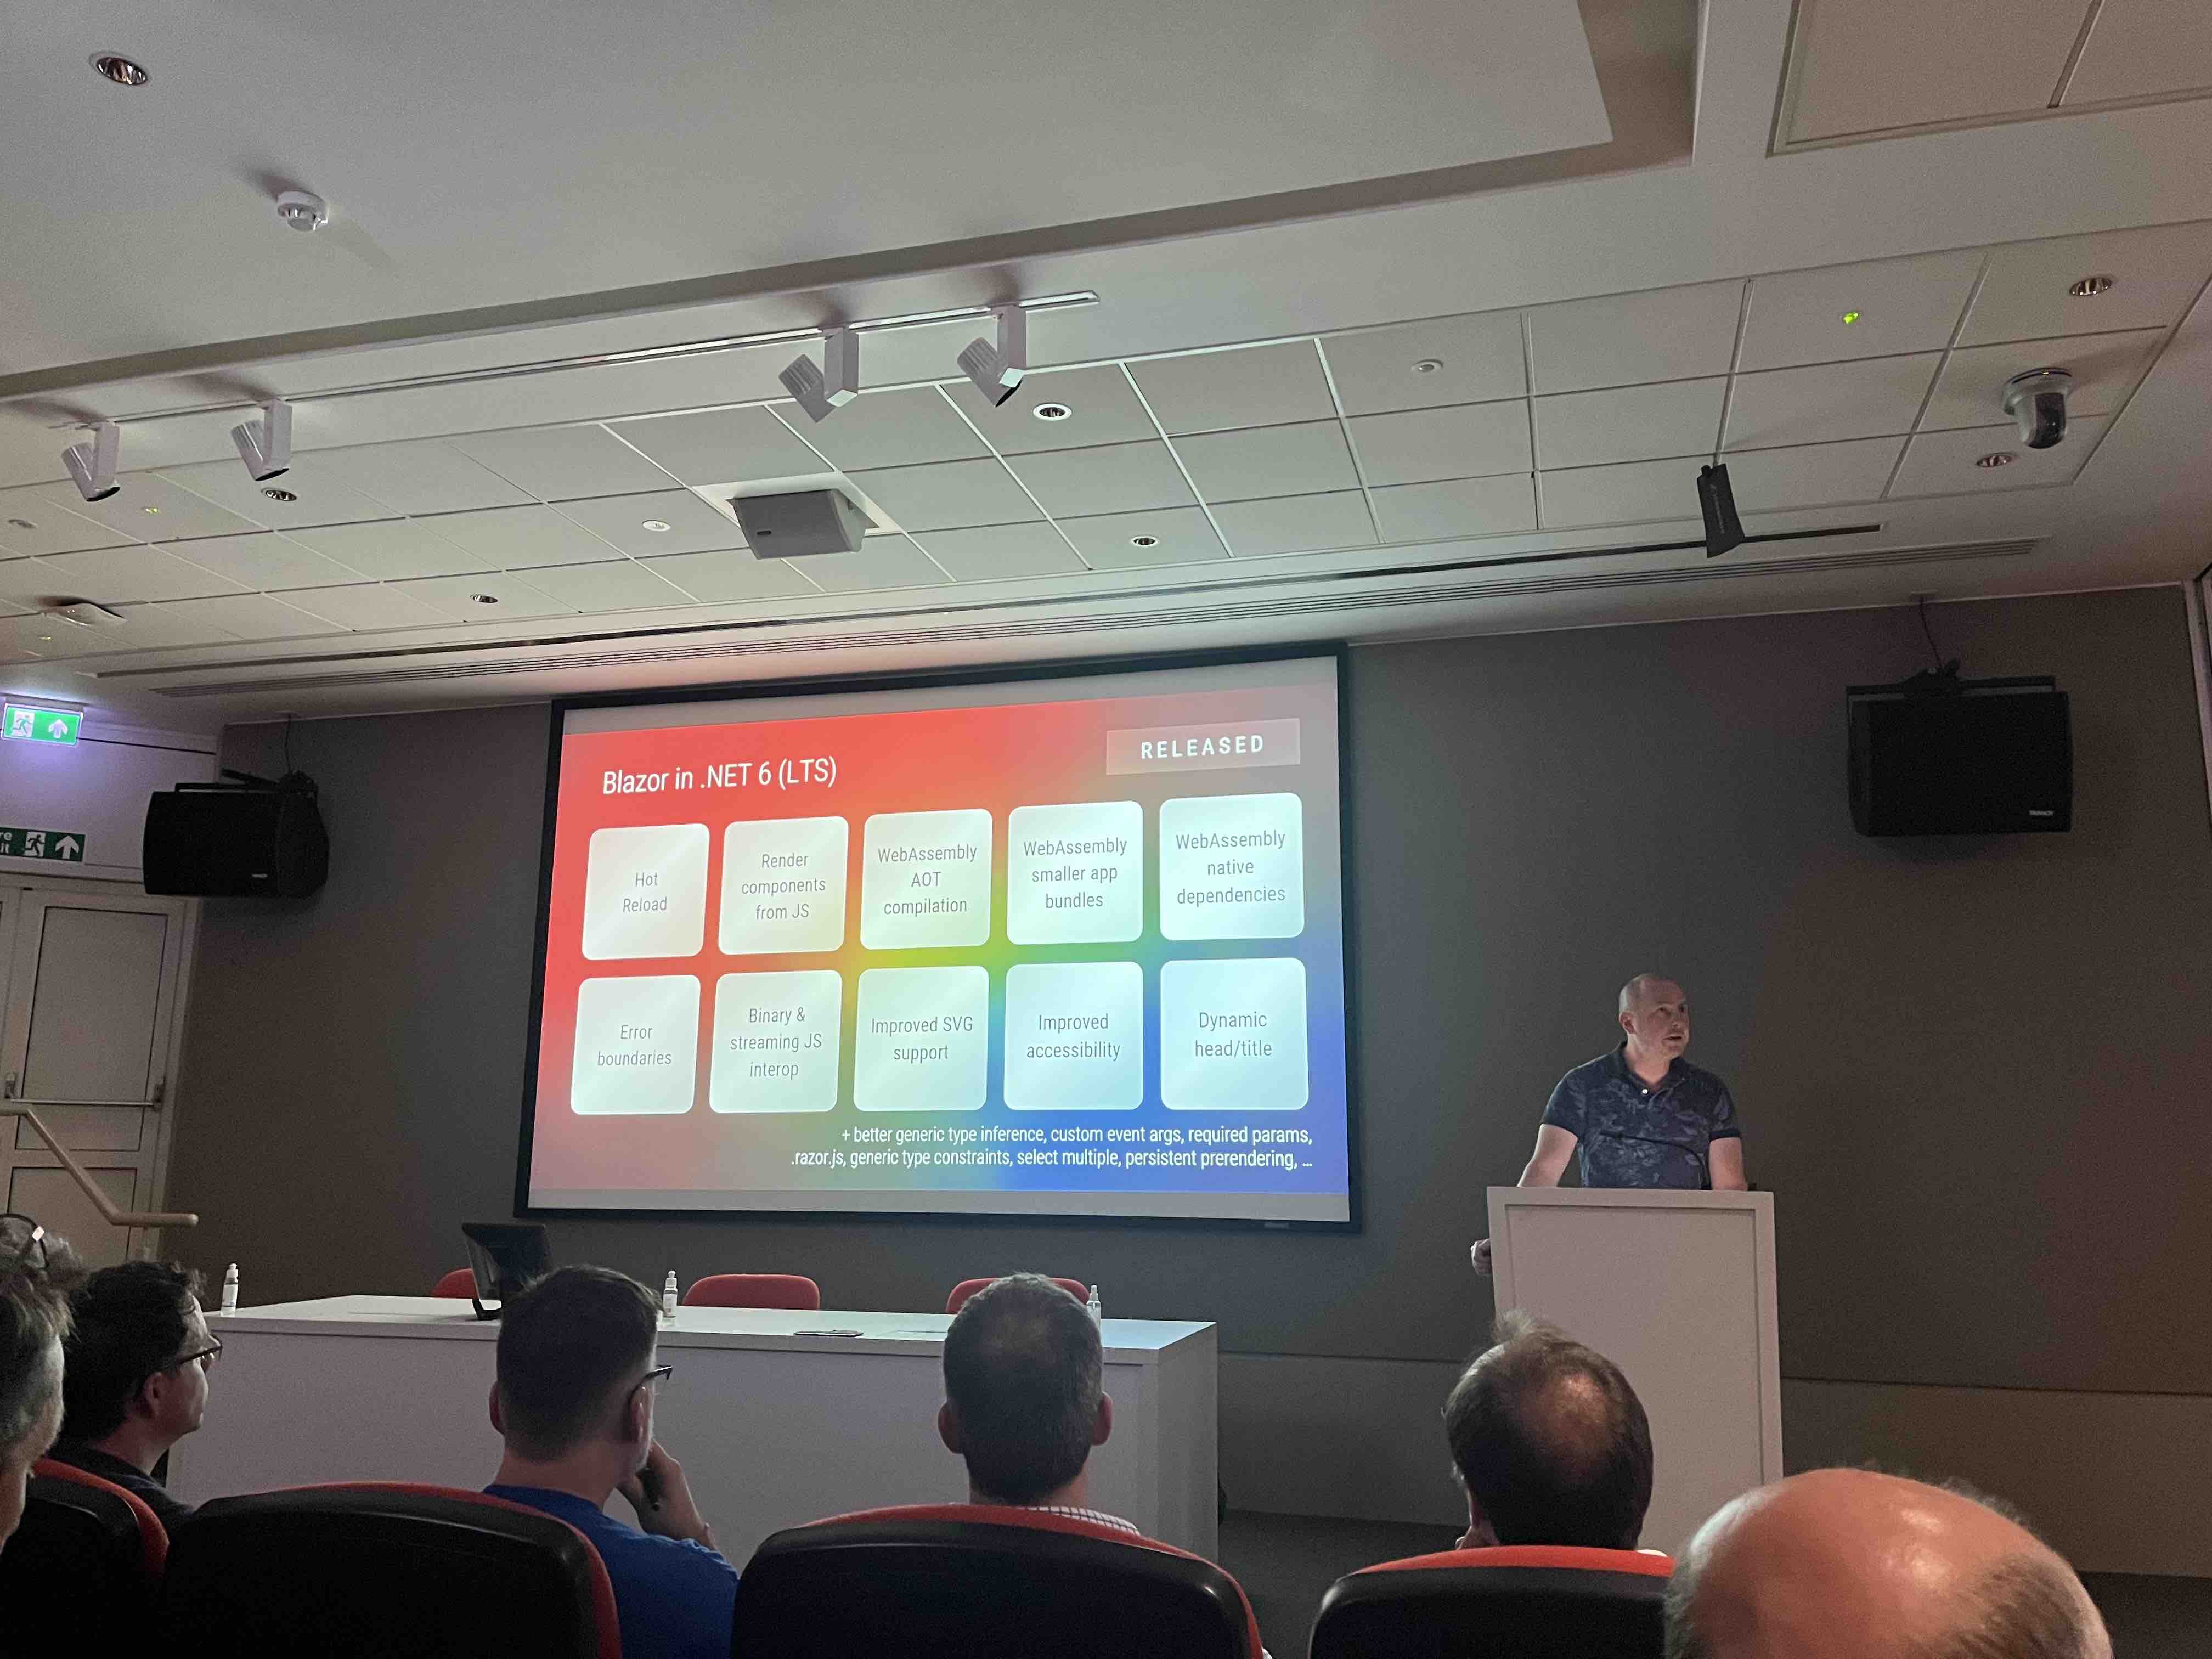 Blazor in .NET 6 (LTS)
RELEASED
Hot
Reload
Render
components
from JS
WebAssembly
AOT
compilation
WebAssembly
smaller app
bundles
WebAssembly
native
dependencies
Error
boundaries
Binary &
streaming JS
interop
Improved SVG
support
Improved
accessibility
Dynamic
head/title
+ better generic type inference, custom event args, required params,
.razor.js, generic type constraints, select multiple, persistent prerendering, ...